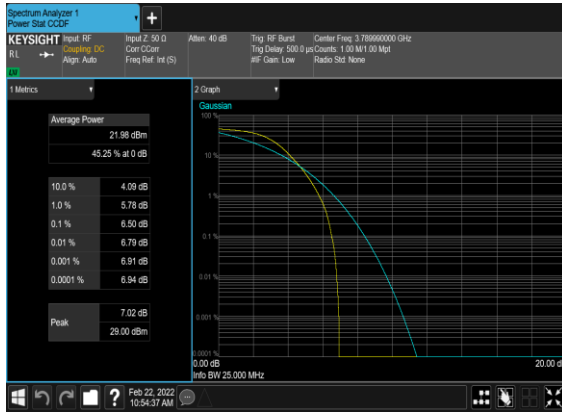 Spectrum Analyzer 1
Power Stat CCDF
+
KEYSIGHT Input: RF Input Z: 50 Ω Atten: 40 dB Trig: RF Burst Center Freq: 3.789990000 GHz
RL Coupling: DC Corr CCorr Trig Delay: 500.0 µs Counts: 1.00 M/1.00 Mpt
Align: Auto Freq Ref: Int (S) #IF Gain: Low Radio Std: None
1 Metrics
2 Graph
Gaussian
Average Power
21.98 dBm
45.25 % at 0 dB
10.0 % 4.09 dB
1.0 % 5.78 dB
0.1 % 6.50 dB
0.01 % 6.79 dB
0.001 % 6.91 dB
0.0001 % 6.94 dB
Peak 7.02 dB
29.00 dBm
100 %
10 %
1 %
0.1 %
0.01 %
0.001 %
0.0001 %
0.00 dB 20.00 d
Info BW 25.000 MHz
? Feb 22, 2022
10:54:37 AM